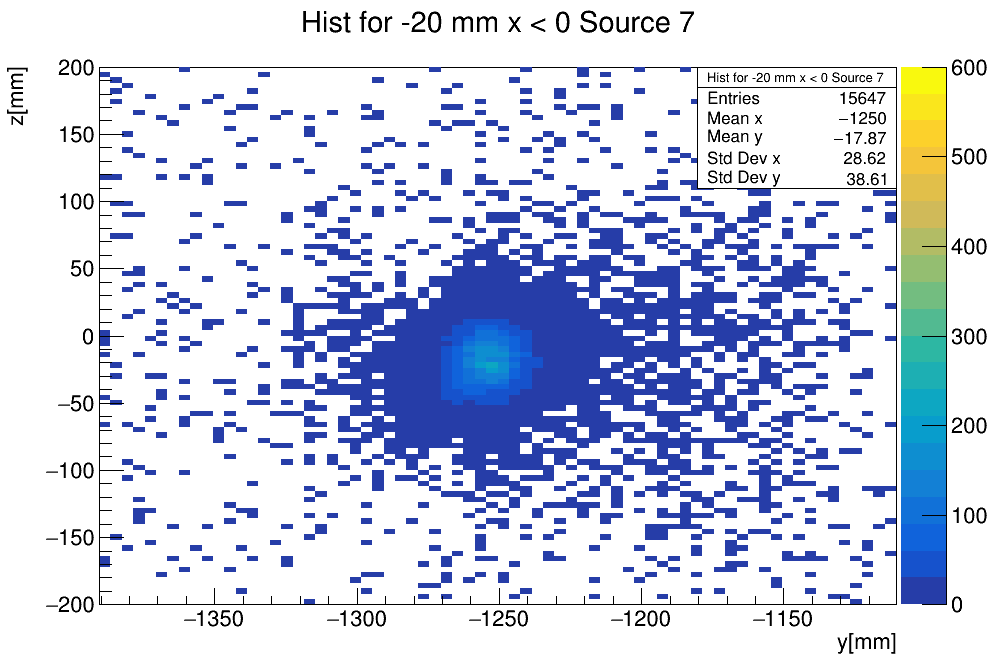 Hist for -20 mm x < 0 Source 7
z[mm]
200
150
100
50
0
−50
−100
−150
−200
−1350
−1300
−1250
−1200
−1150
y[mm]
Hist for -20 mm x < 0 Source 7
Entries 15647
Mean x −1250
Mean y −17.87
Std Dev x 28.62
Std Dev y 38.61
600
500
400
300
200
100
0